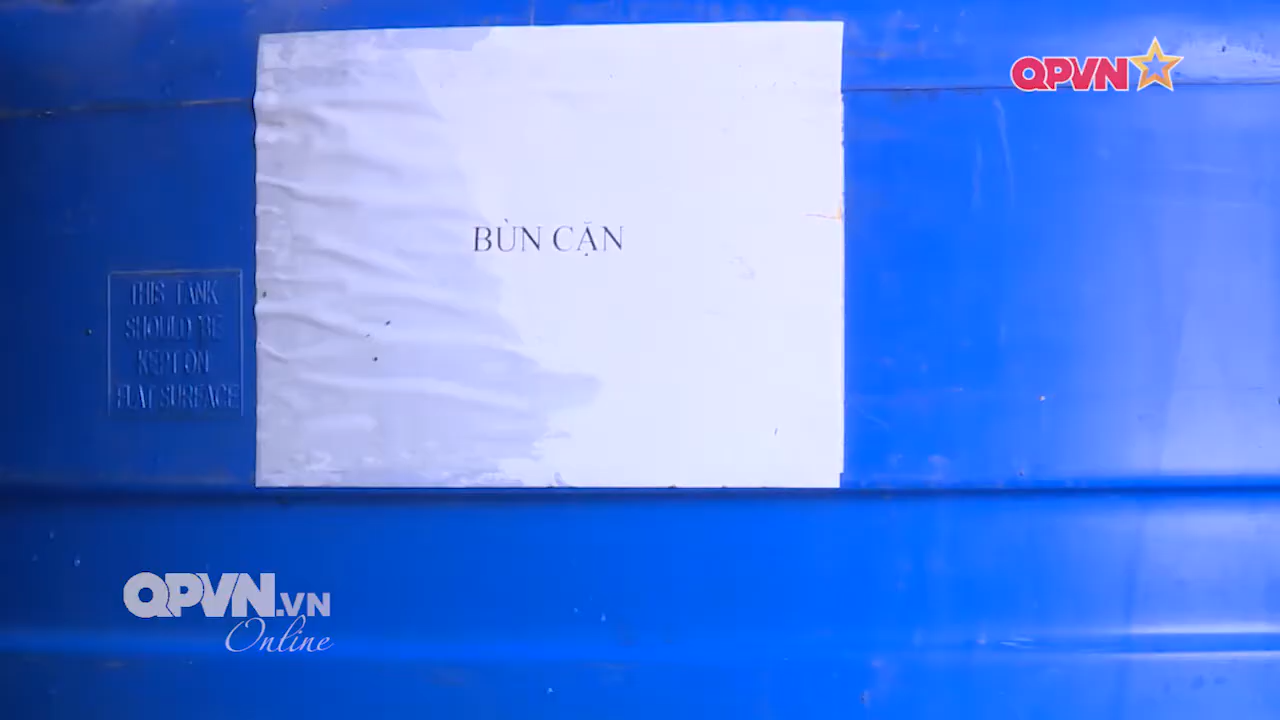 QPVN
BÙN CẶN
THIS TANK
SHOULD BE
KEPT ON
FLAT SURFACE
QPVN.VN
Online